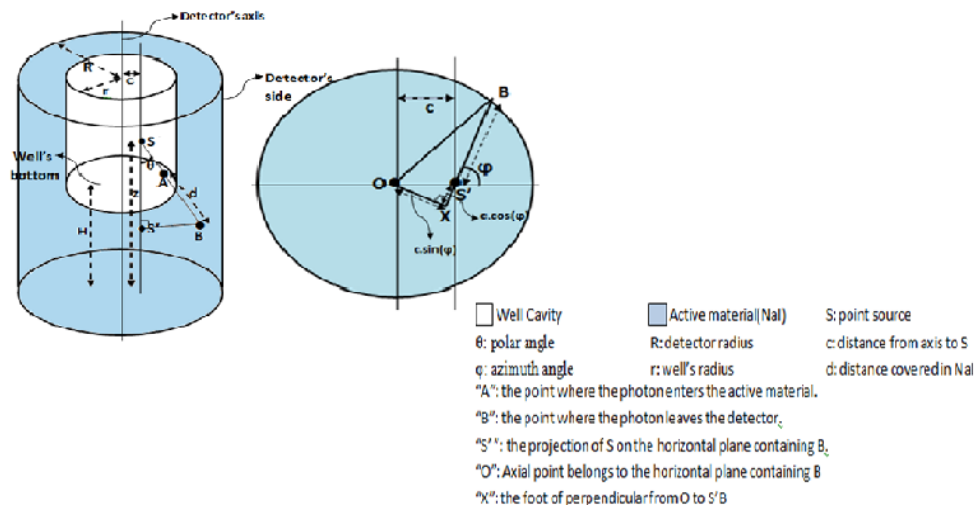 Detector's axis
R
c
r
Detector's
side
Well's
bottom
S
θ
A
d
z
H
S'
B
c
B
φ
O
S'
X
c.cos(φ)
c.sin(φ)
Well Cavity
Active material(NaI)
S: point source
θ: polar angle
R: detector radius
c: distance from axis to S
φ: azimuth angle
r: well's radius
d: distance covered in NaI
"A": the point where the photon enters the active material.
"B": the point where the photon leaves the detector.
"S' ": the projection of S on the horizontal plane containing B.
"O": Axial point belongs to the horizontal plane containing B
"X": the foot of perpendicular from O to S'B